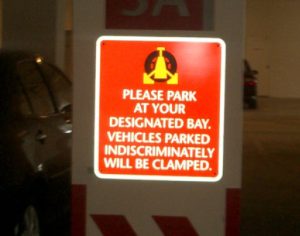 PLEASE PARK
AT YOUR
DESIGNATED BAY.
VEHICLES PARKED
INDISCRIMINATELY
WILL BE CLAMPED.